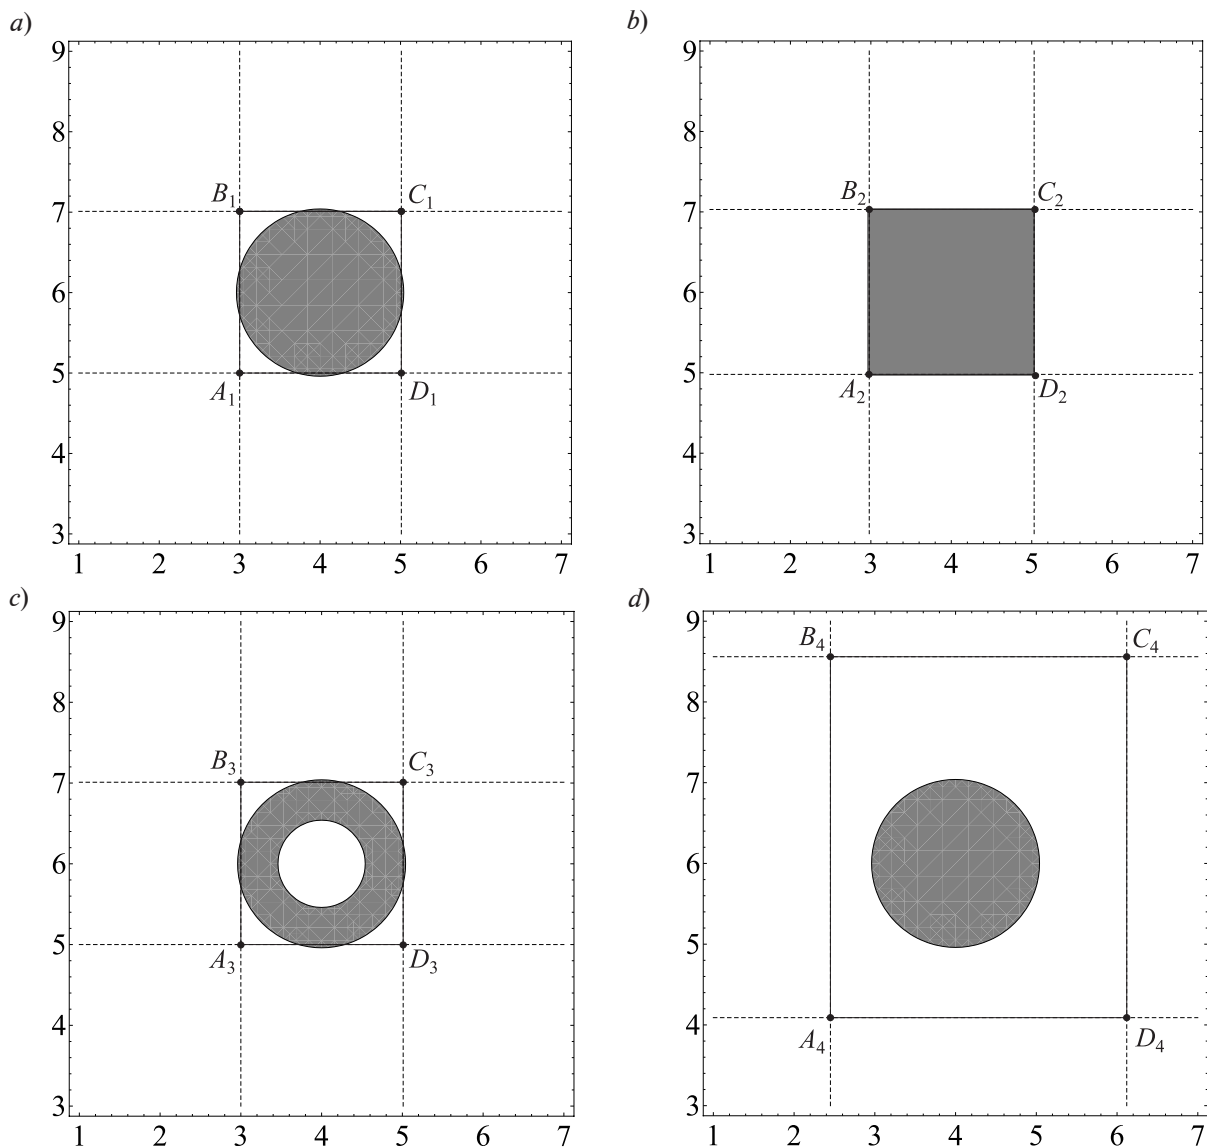 a) b)
9 9
8 8
B₁ C₁ B₂ C₂
7 7
6 6
5 5
A₁ D₁ A₂ D₂
4 4
3 3
1 2 3 4 5 6 7 1 2 3 4 5 6 7
c) d)
9 9
B₄ C₄
8 8
B₃ C₃
7 7
6 6
5 5
A₃ D₃
4 4
A₄ D₄
3 3
1 2 3 4 5 6 7 1 2 3 4 5 6 7